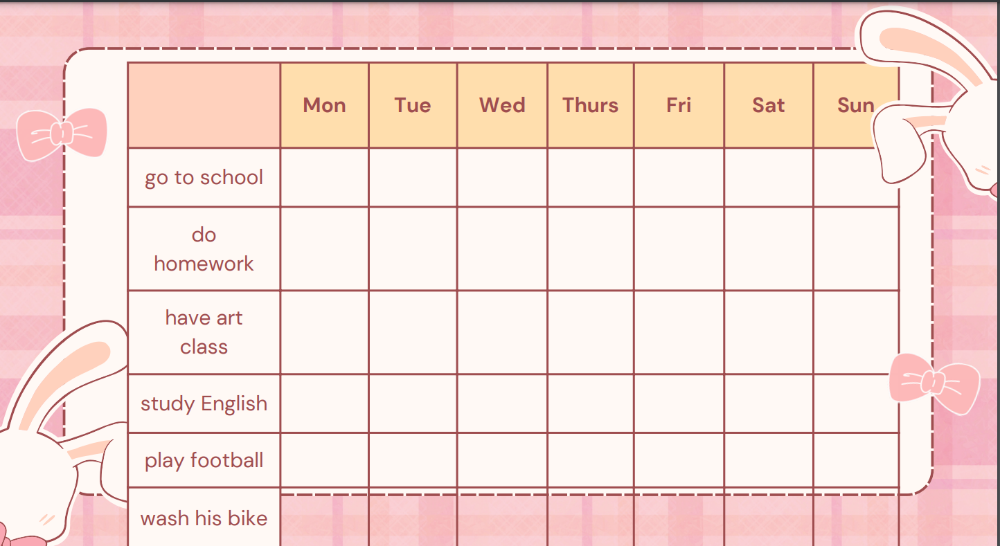 Mon Tue Wed Thurs Fri Sat Sun
go to school
do
homework
have art
class
study English
play football
wash his bike